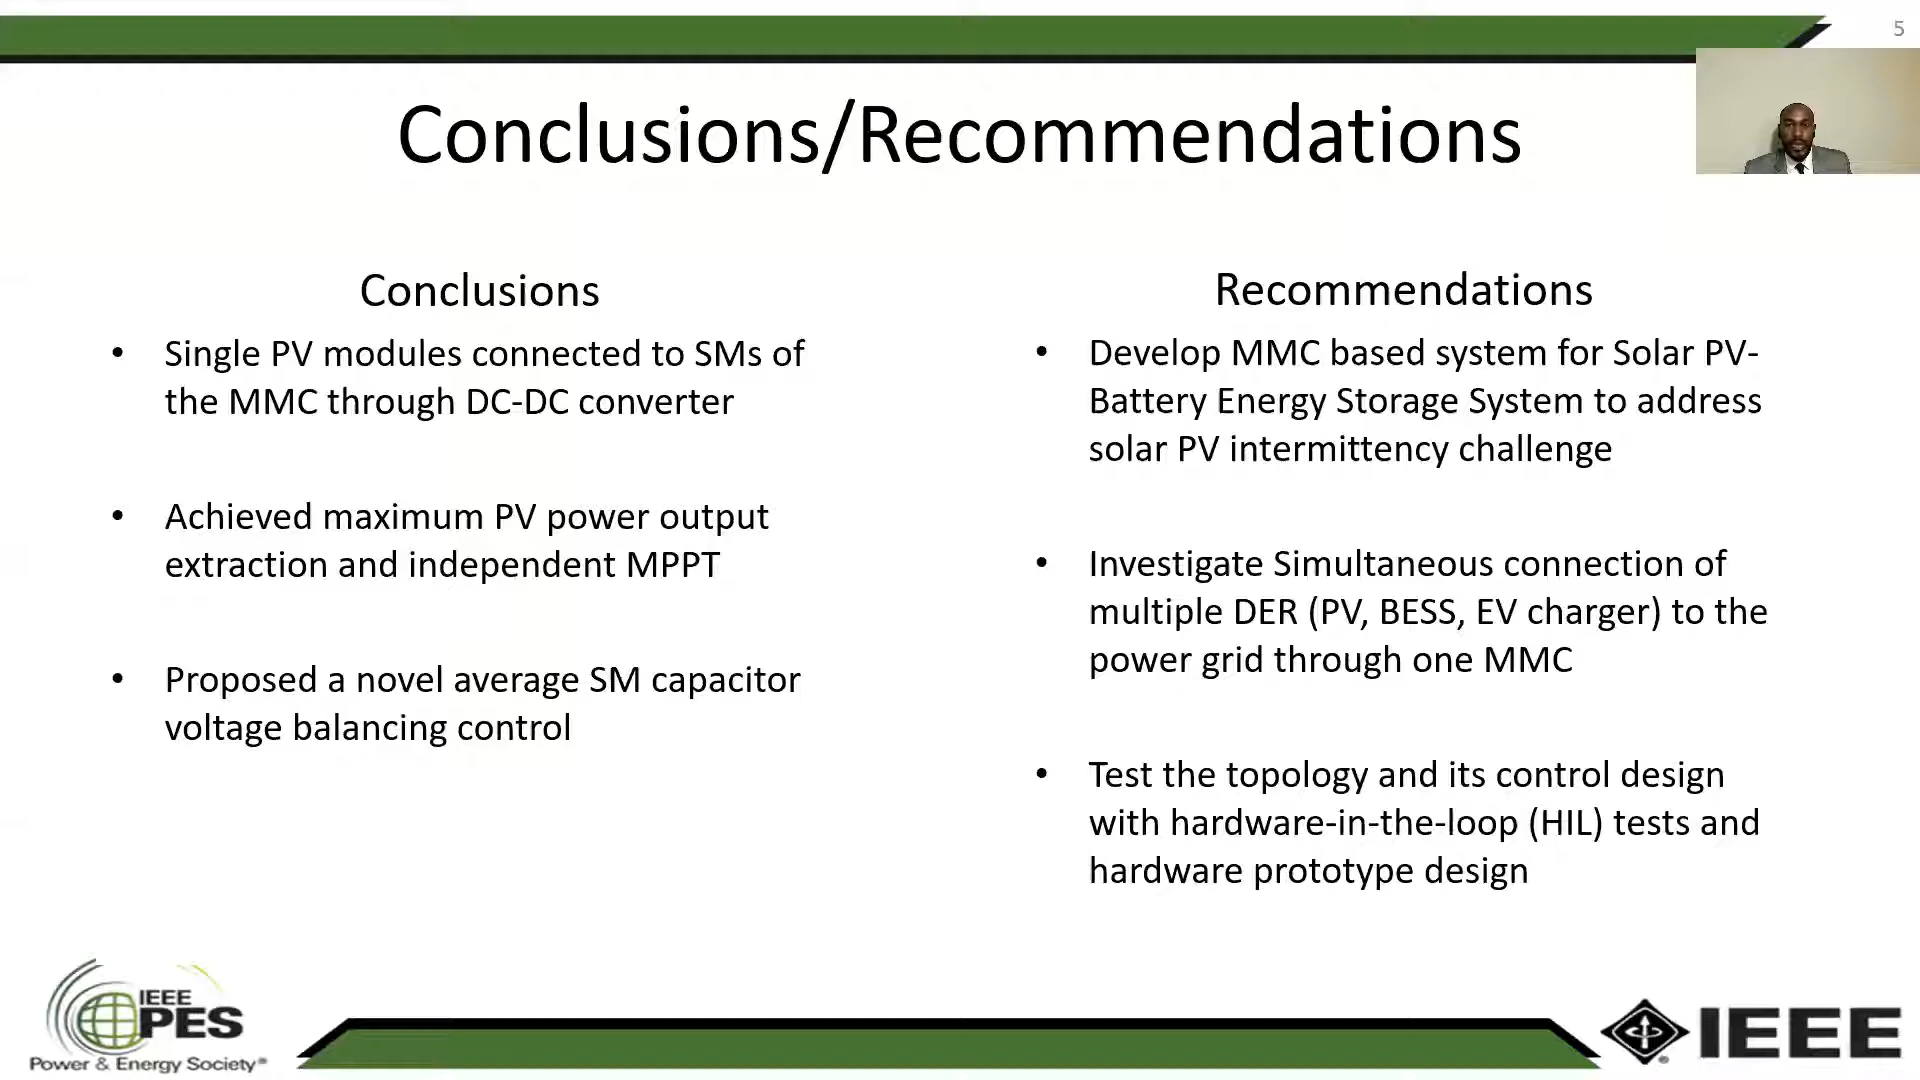 5
Conclusions/Recommendations
Conclusions
• Single PV modules connected to SMs of
the MMC through DC-DC converter
• Achieved maximum PV power output
extraction and independent MPPT
• Proposed a novel average SM capacitor
voltage balancing control
Recommendations
• Develop MMC based system for Solar PV-
Battery Energy Storage System to address
solar PV intermittency challenge
• Investigate Simultaneous connection of
multiple DER (PV, BESS, EV charger) to the
power grid through one MMC
• Test the topology and its control design
with hardware-in-the-loop (HIL) tests and
hardware prototype design
IEEE
PES
Power & Energy Society®
IEEE